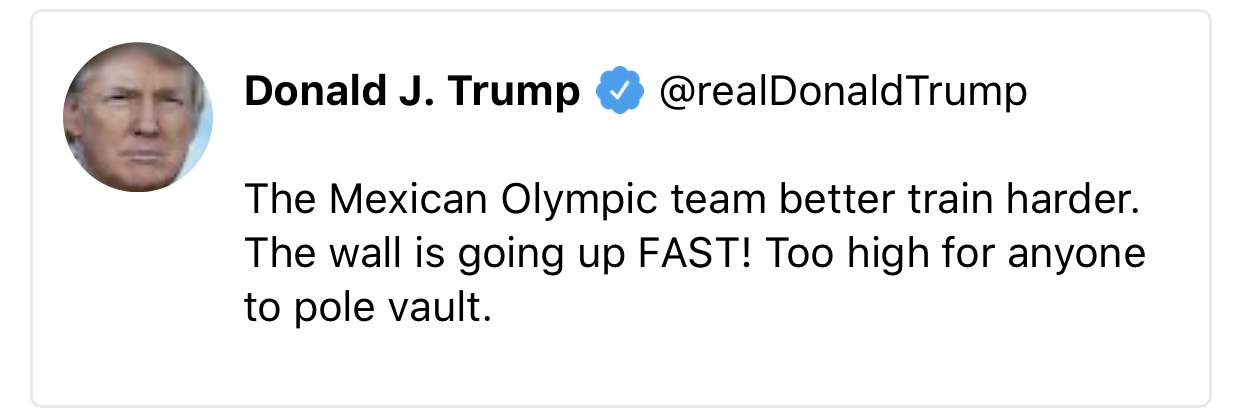 Donald J. Trump @realDonaldTrump
The Mexican Olympic team better train harder.
The wall is going up FAST! Too high for anyone
to pole vault.